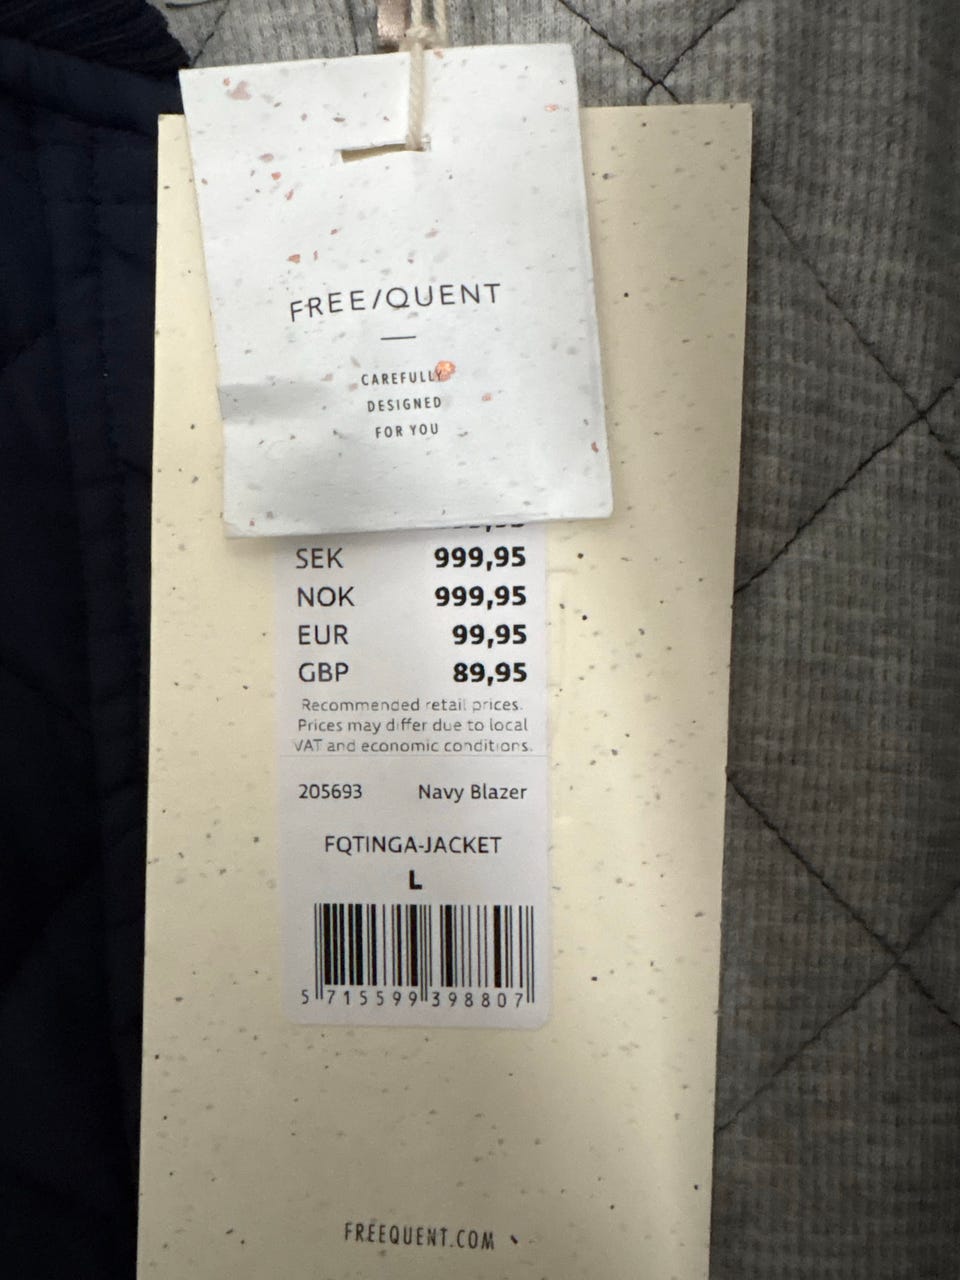 FREE/QUENT
CAREFULLY
DESIGNED
FOR YOU
SEK 999,95
NOK 999,95
EUR 99,95
GBP 89,95
Recommended retail prices.
Prices may differ due to local
VAT and economic conditions.
205693 Navy Blazer
FQTINGA-JACKET
L
5 715599 398807
FREEQUENT.COM